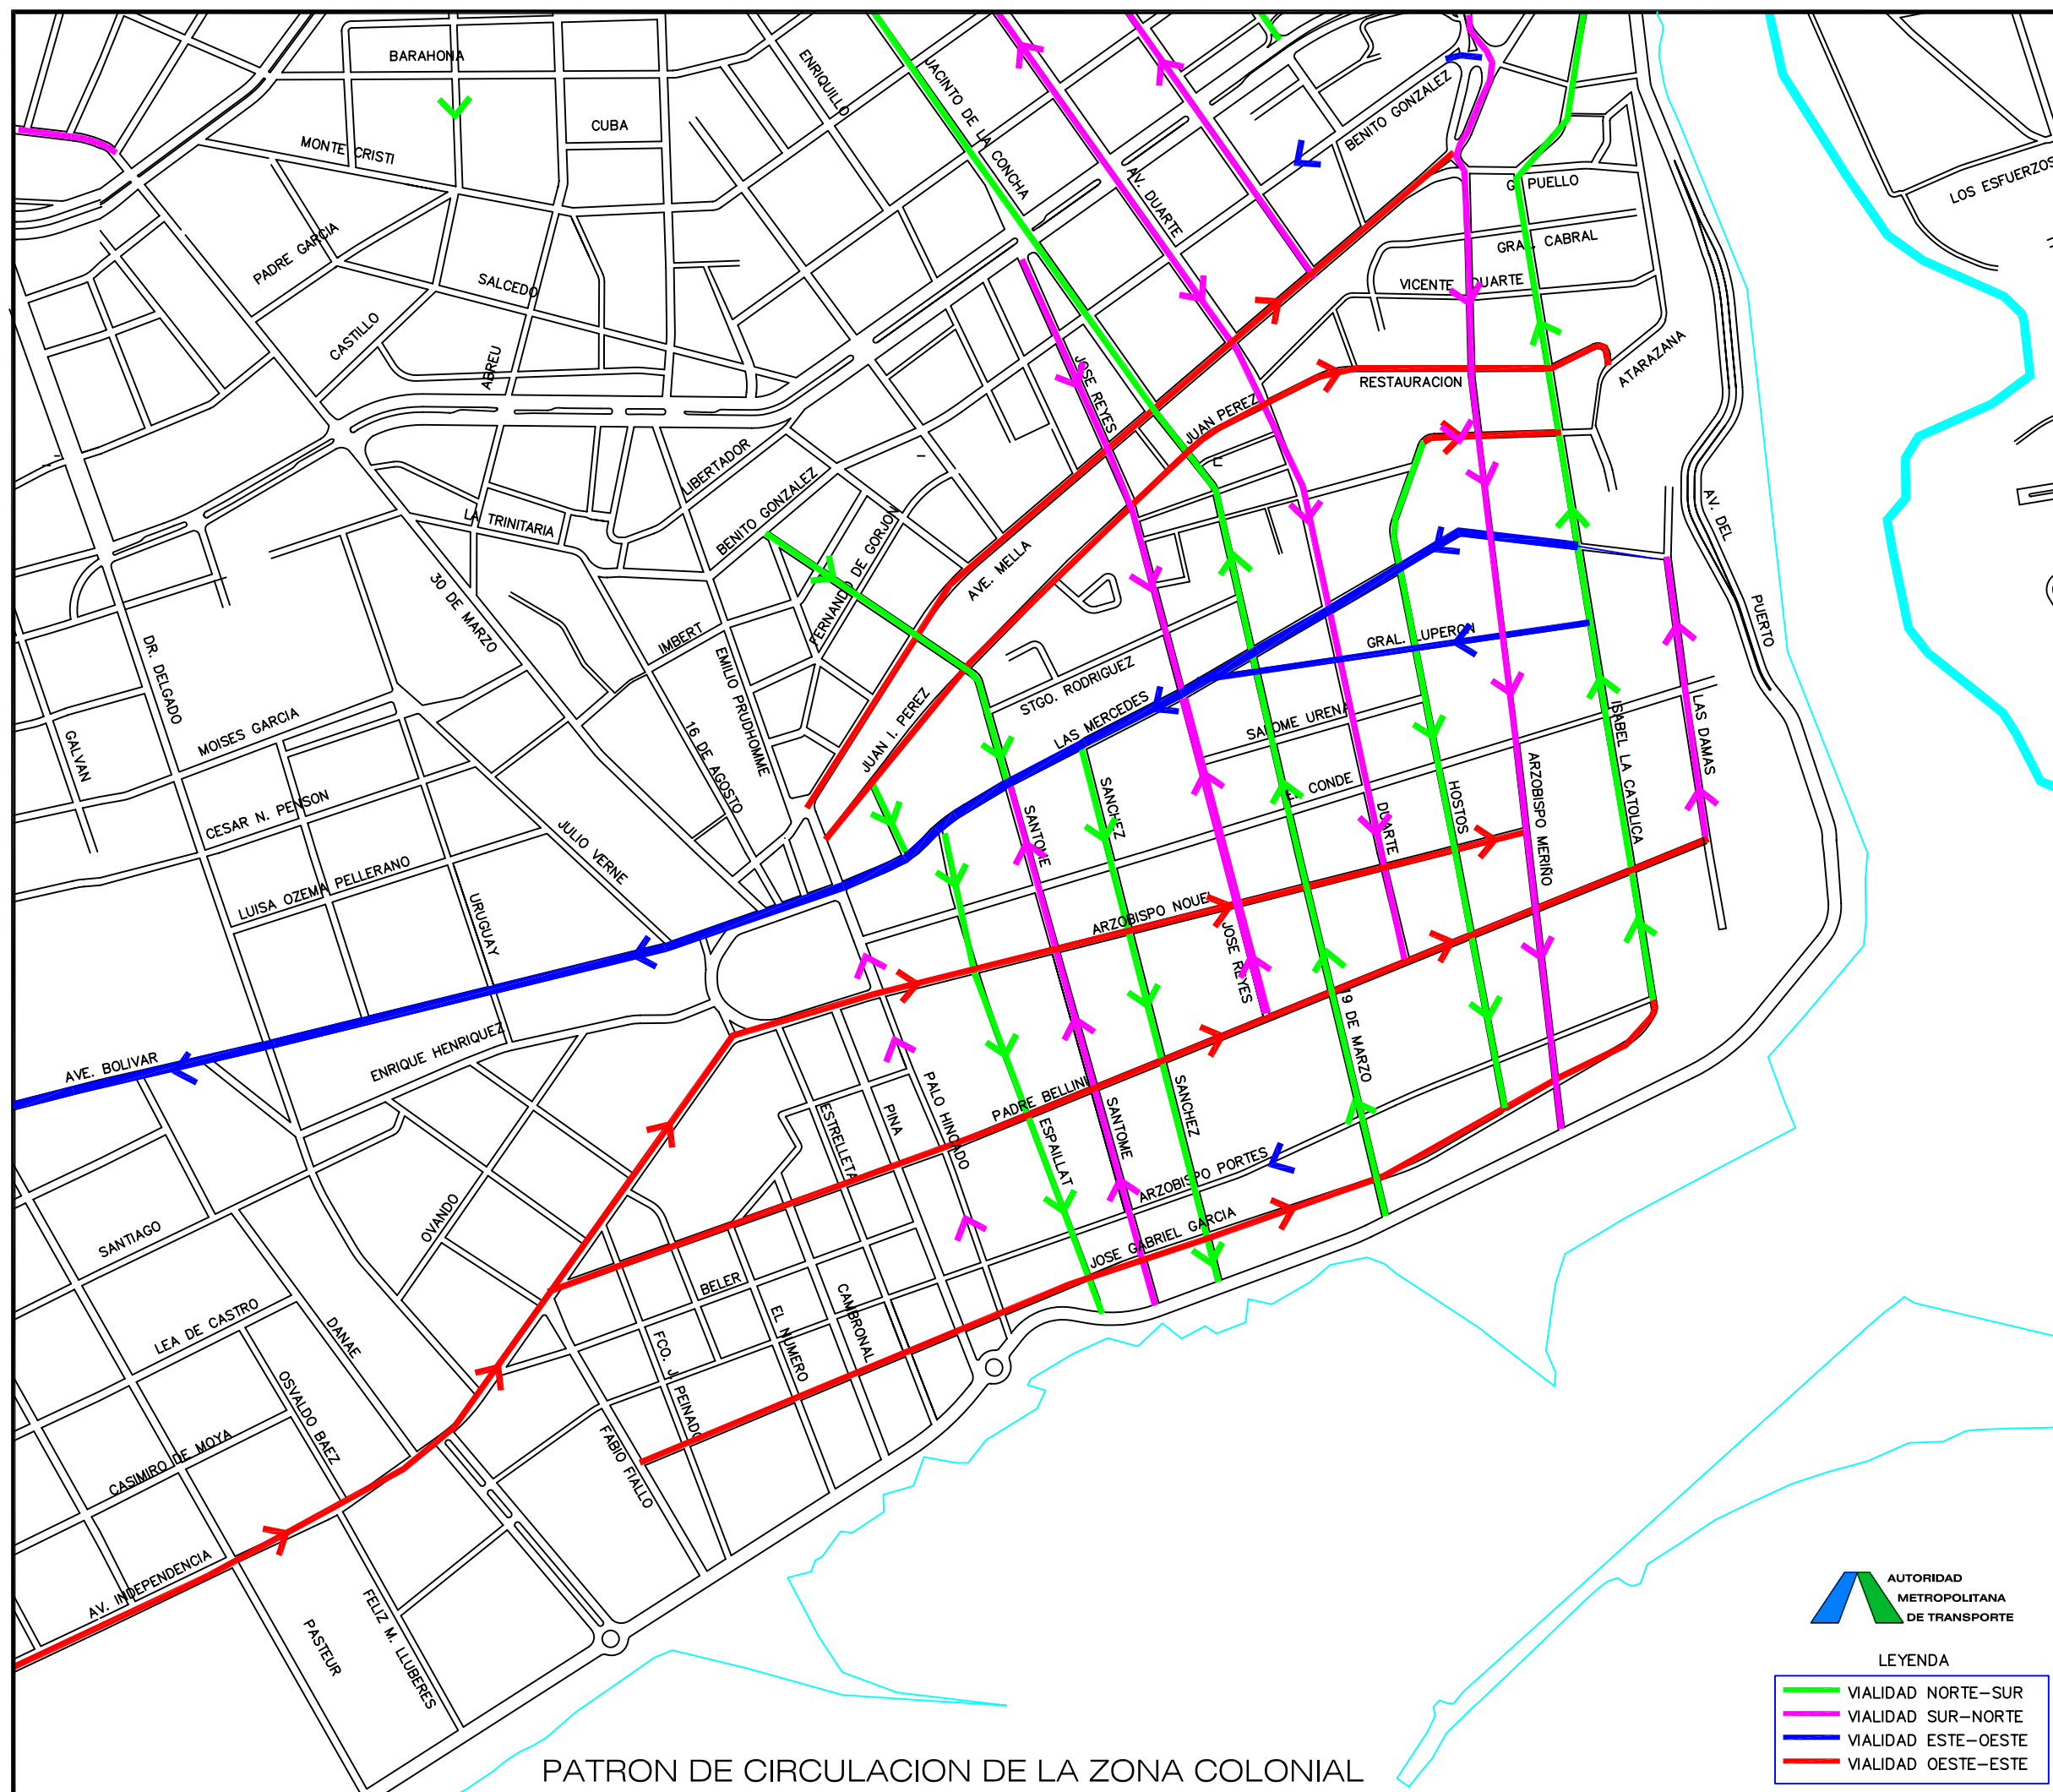 BARAHONA
ENRIQUILLO
JACINTO DE LA CONCHA
BENITO GONZALEZ
CUBA
MONTE CRISTI
LOS ESFUERZOS
AV. DUARTE
G. PUELLO
PADRE GARCIA
GRAL. CABRAL
SALCEDO
VICENTE DUARTE
CASTILLO
ABREU
JOSE REYES
ATARAZANA
RESTAURACION
JUAN PEREZ
LIBERTADOR
BENITO GONZALEZ
LA TRINITARIA
FERNANDO DE GORJON
AVE. MELLA
AV. DEL
PUERTO
30 DE MARZO
IMBERT
EMILIO PRUDHOMME
DR. DELGADO
GRAL. LUPERON
STGO. RODRIGUEZ
JUAN I. PEREZ
LAS MERCEDES
SALOME URENA
ISABEL LA CATOLICA
LAS DAMAS
GALVAN
MOISES GARCIA
16 DE AGOSTO
SANCHEZ
EL CONDE
HOSTOS
ARZOBISPO MERIÑO
CESAR N. PENSON
JULIO VERNE
SANTOME
DUARTE
LUISA OZEMA PELLERANO
URUGUAY
ARZOBISPO NOUEL
JOSE REYES
AVE. BOLIVAR
ENRIQUE HENRIQUEZ
19 DE MARZO
PALO HINCADO
PADRE BELLINI
SANCHEZ
ESTRELLETA
PINA
SANTOME
ESPAILLAT
ARZOBISPO PORTES
SANTIAGO
OVANDO
JOSE GABRIEL GARCIA
BELER
LEA DE CASTRO
DANAE
EL NUMERO
CAMBRONAL
FCO. J. PEINADO
OSVALDO BAEZ
CASIMIRO DE MOYA
FABIO FIALLO
AV. INDEPENDENCIA
FELIZ M. LLUBERES
PASTEUR
AUTORIDAD
METROPOLITANA
DE TRANSPORTE
LEYENDA
VIALIDAD NORTE-SUR
VIALIDAD SUR-NORTE
VIALIDAD ESTE-OESTE
VIALIDAD OESTE-ESTE
PATRON DE CIRCULACION DE LA ZONA COLONIAL